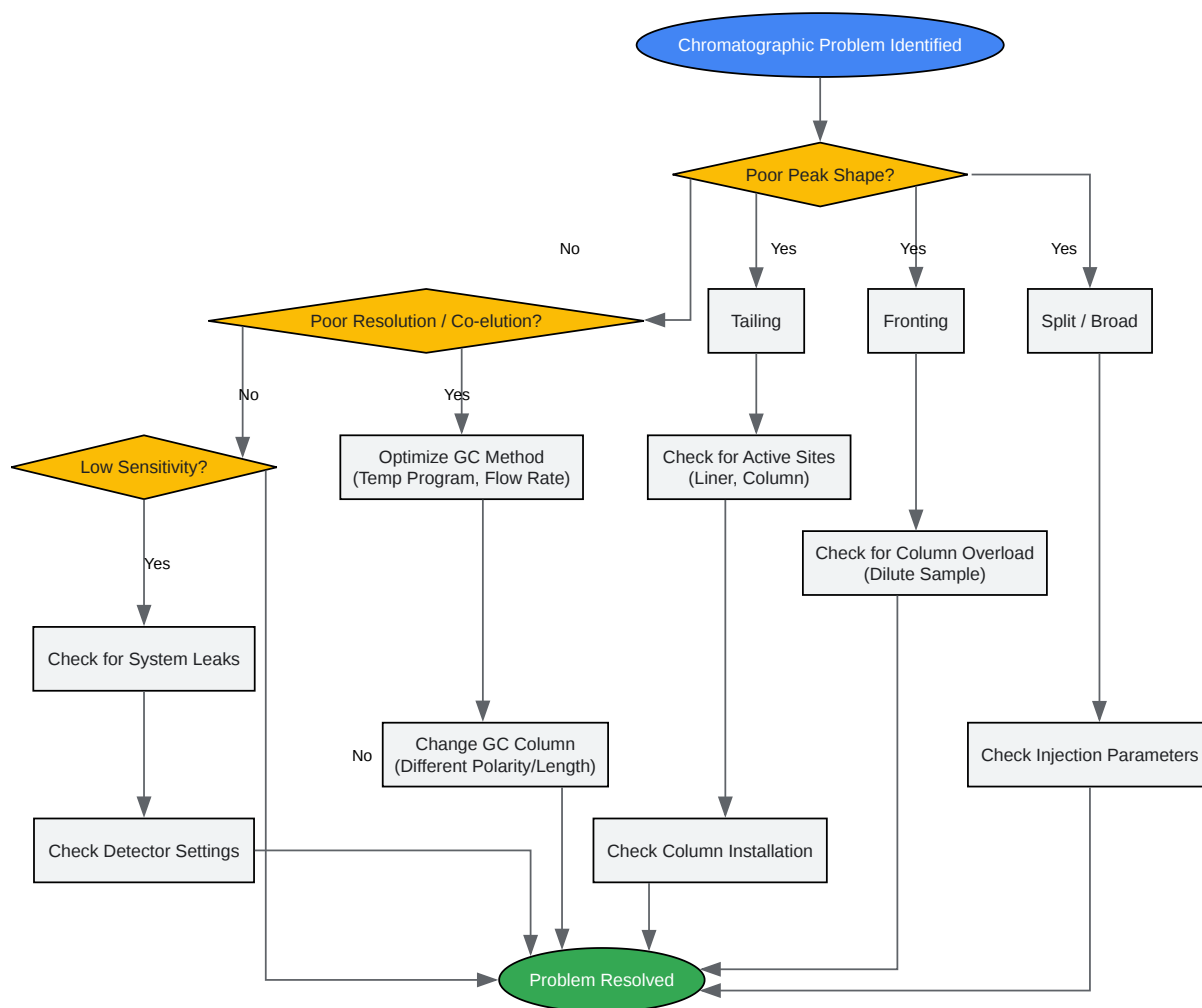 Chromatographic Problem Identified
Poor Peak Shape?
No
Yes
Yes
Yes
Poor Resolution / Co-elution?
Tailing
Fronting
Split / Broad
No
Yes
Low Sensitivity?
Optimize GC Method
(Temp Program, Flow Rate)
Check for Active Sites
(Liner, Column)
Yes
Check for Column Overload
(Dilute Sample)
Check for System Leaks
No
Change GC Column
(Different Polarity/Length)
Check Injection Parameters
Check Detector Settings
Check Column Installation
Problem Resolved